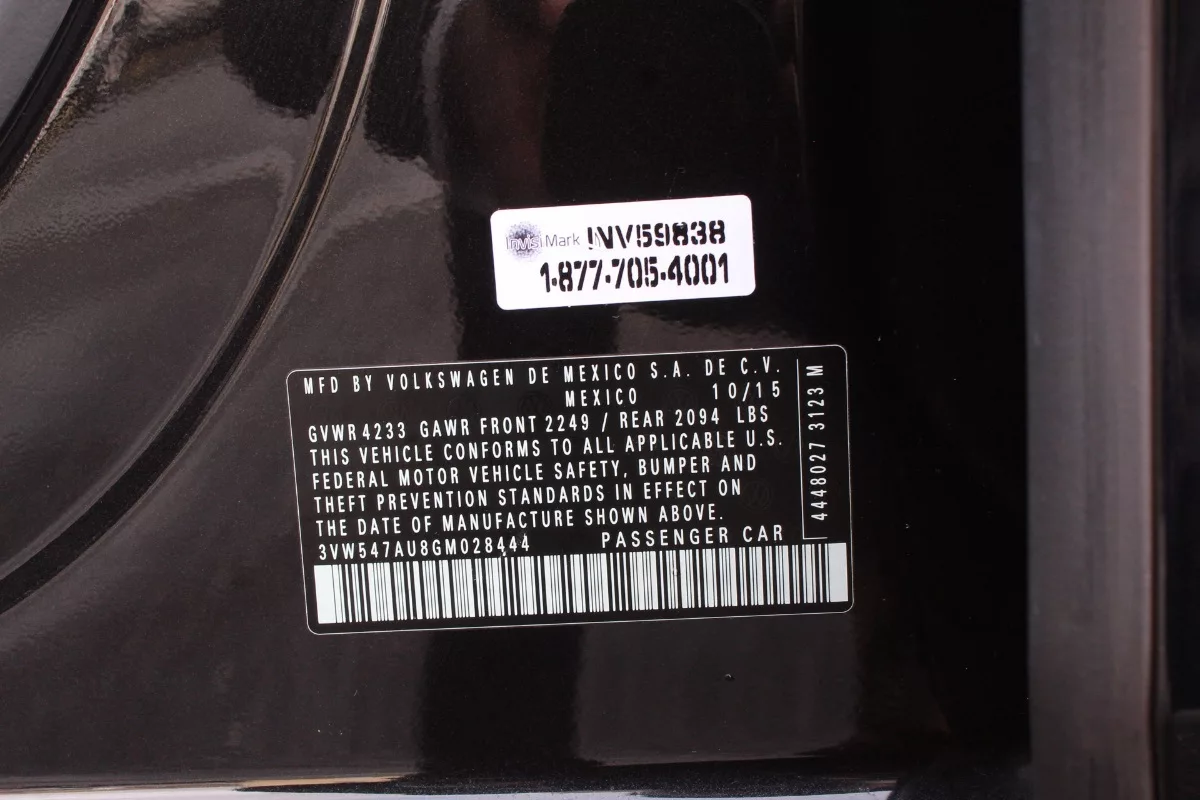 InvisiMark INV59838
1-877-705-4001
MFD BY VOLKSWAGEN DE MEXICO S.A. DE C.V.
MEXICO 10/15
GVWR 4233 GAWR FRONT 2249 / REAR 2094 LBS
THIS VEHICLE CONFORMS TO ALL APPLICABLE U.S.
FEDERAL MOTOR VEHICLE SAFETY, BUMPER AND
THEFT PREVENTION STANDARDS IN EFFECT ON
THE DATE OF MANUFACTURE SHOWN ABOVE.
3VW547AU8GM028444 PASSENGER CAR
4448027 3123 M